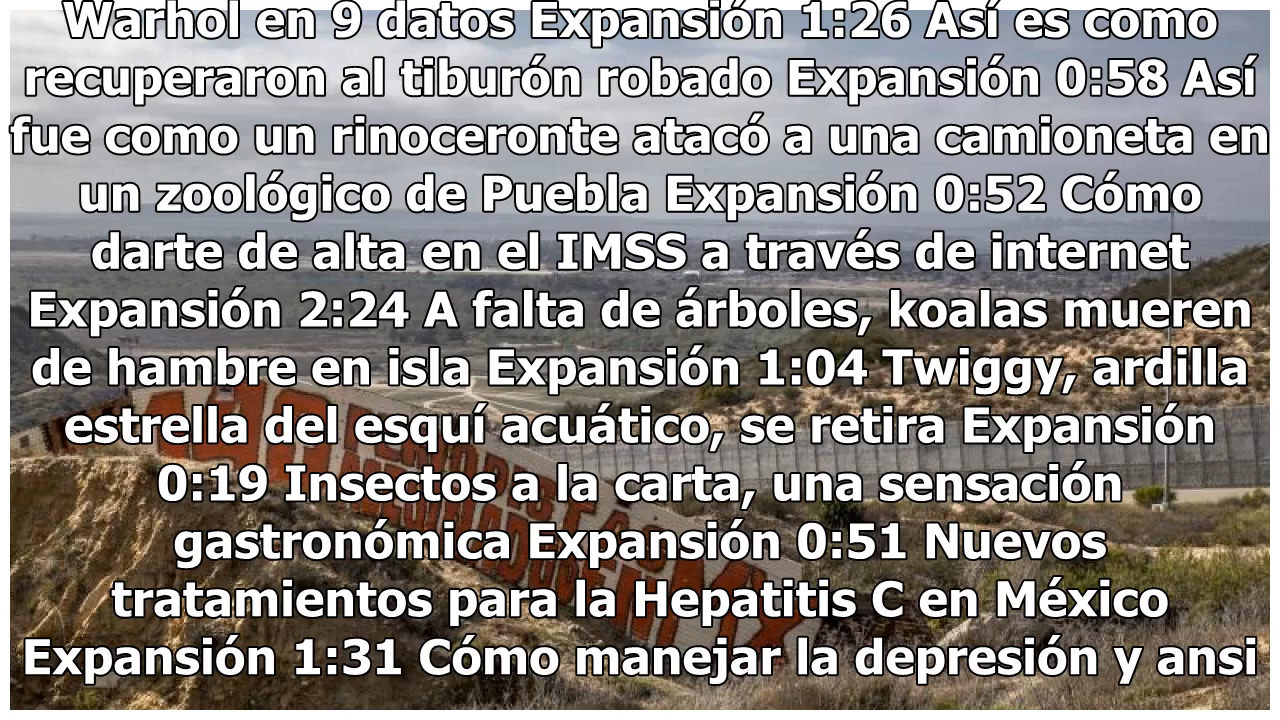 Warhol en 9 datos Expansión 1:26 Así es como
recuperaron al tiburón robado Expansión 0:58 Así
fue como un rinoceronte atacó a una camioneta en
un zoológico de Puebla Expansión 0:52 Cómo
darte de alta en el IMSS a través de internet
Expansión 2:24 A falta de árboles, koalas mueren
de hambre en isla Expansión 1:04 Twiggy, ardilla
estrella del esquí acuático, se retira Expansión
0:19 Insectos a la carta, una sensación
gastronómica Expansión 0:51 Nuevos
tratamientos para la Hepatitis C en México
Expansión 1:31 Cómo manejar la depresión y ansi